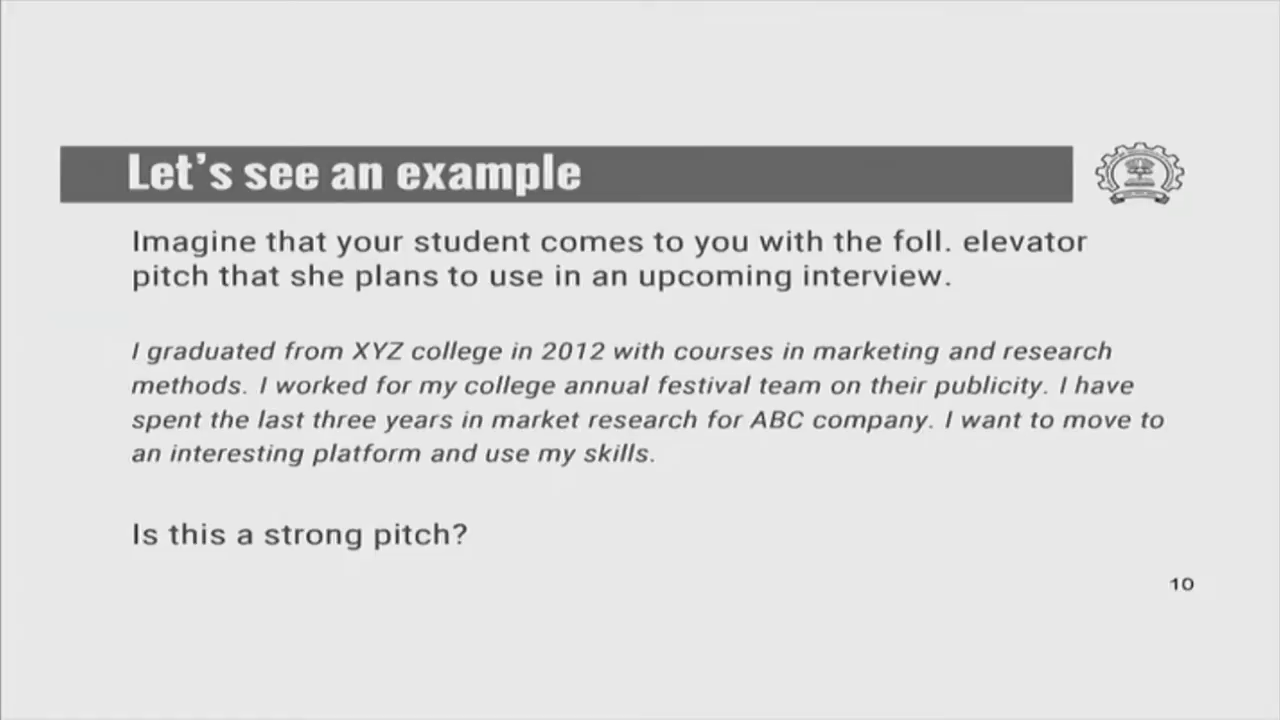 Let's see an example
Imagine that your student comes to you with the foll. elevator
pitch that she plans to use in an upcoming interview.
I graduated from XYZ college in 2012 with courses in marketing and research
methods. I worked for my college annual festival team on their publicity. I have
spent the last three years in market research for ABC company. I want to move to
an interesting platform and use my skills.
Is this a strong pitch?
10